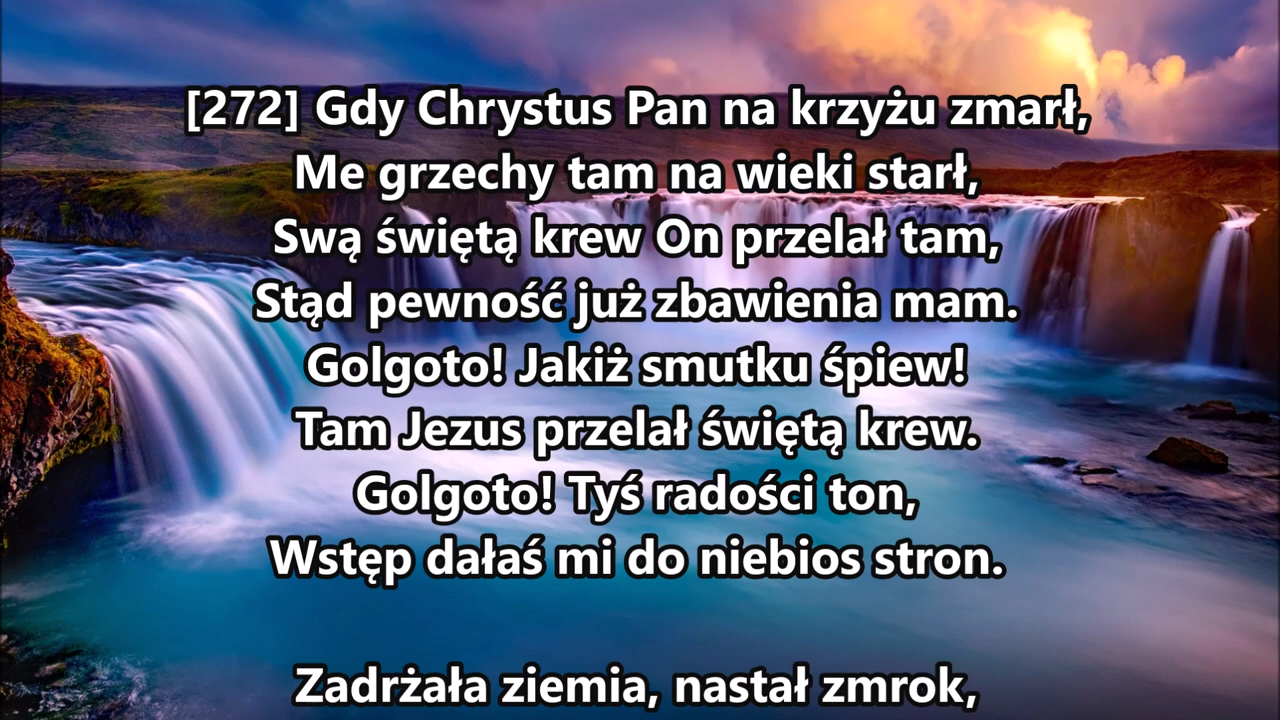 [272] Gdy Chrystus Pan na krzyżu zmarł,
Me grzechy tam na wieki starł,
Swą świętą krew On przelał tam,
Stąd pewność już zbawienia mam.
Golgoto! Jakiż smutku śpiew!
Tam Jezus przelał świętą krew.
Golgoto! Tyś radości ton,
Wstęp dałaś mi do niebios stron.
Zadrżała ziemia, nastał zmrok,